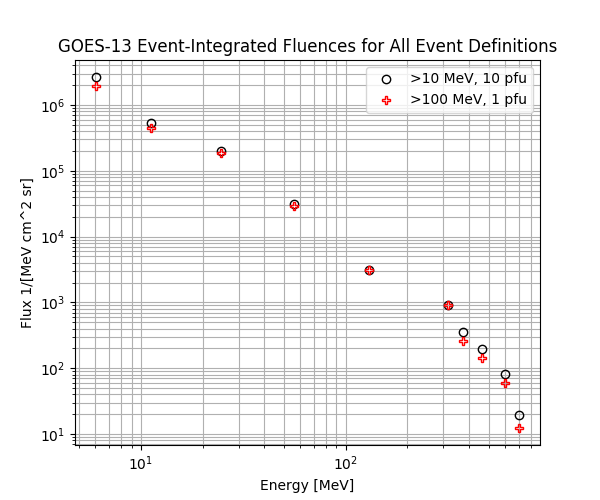 GOES-13 Event-Integrated Fluences for All Event Definitions
>10 MeV, 10 pfu
>100 MeV, 1 pfu
10^6
10^5
10^4
10^3
10^2
10^1
Flux 1/[MeV cm^2 sr]
10^1 10^2
Energy [MeV]